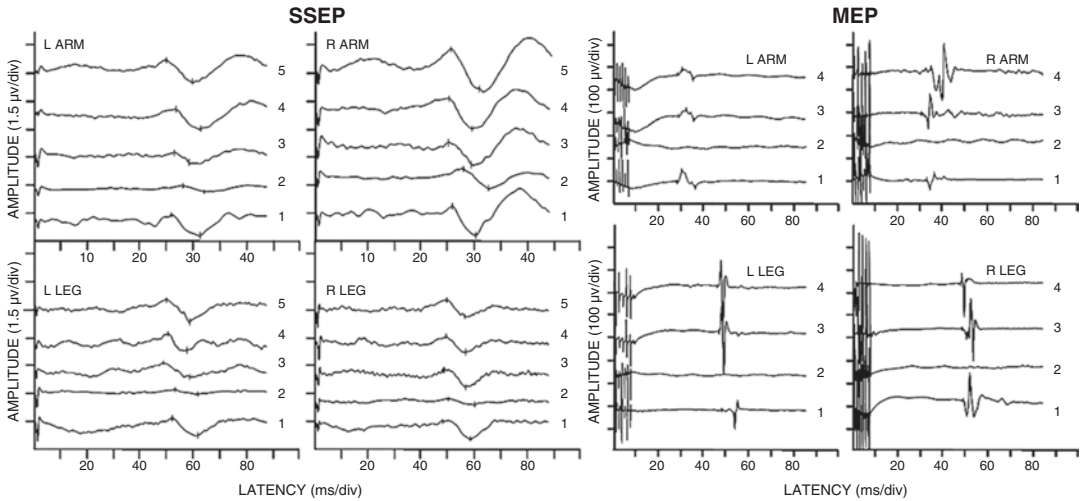 SSEP
MEP
L ARM
R ARM
L ARM
R ARM
AMPLITUDE (1.5 µv/div)
5
4
3
2
1
5
4
3
2
1
AMPLITUDE (100 µv/div)
4
3
2
1
4
3
2
1
10 20 30 40
10 20 30 40
20 40 60 80
20 40 60 80
L LEG
R LEG
L LEG
R LEG
AMPLITUDE (1.5 µv/div)
5
4
3
2
1
5
4
3
2
1
AMPLITUDE (100 µv/div)
4
3
2
1
4
3
2
1
20 40 60 80
20 40 60 80
20 40 60 80
20 40 60 80
LATENCY (ms/div)
LATENCY (ms/div)